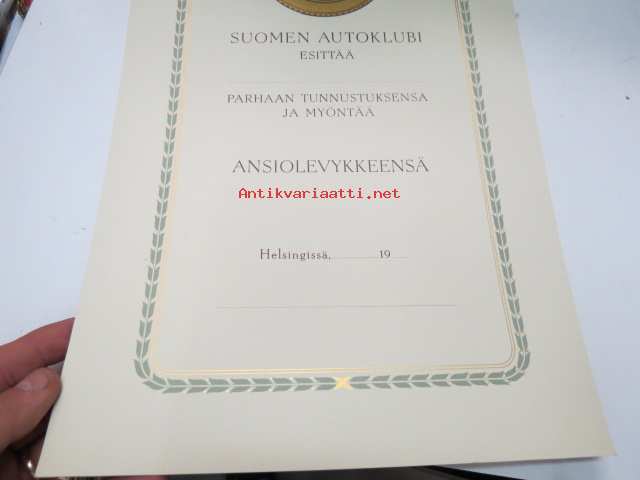 SUOMEN AUTOKLUBI
ESITTÄÄ
PARHAAN TUNNUSTUKSENSA
JA MYÖNTÄÄ
ANSIOLEVYKKEENSÄ
Antikvariaatti.net
Helsingissä, 19